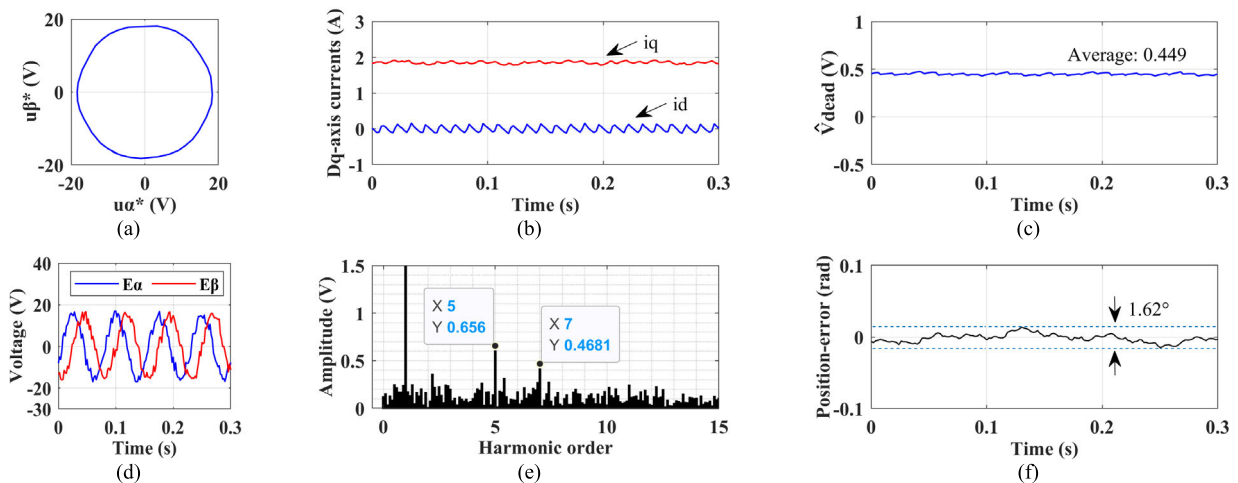 20
0
-20
-20 0 20
uβ* (V)
uα* (V)
(a)
3
2
1
0
-1
0 0.1 0.2 0.3
Dq-axis currents (A)
iq
id
Time (s)
(b)
1
0.5
0
-0.5
0 0.1 0.2 0.3
V̂dead (V)
Average: 0.449
Time (s)
(c)
40
20
0
-20
-30
0 0.1 0.2 0.3
Voltage (V)
Eα Eβ
Time (s)
(d)
1.5
1
0.5
0
0 5 10 15
Amplitude (V)
X 5
Y 0.656
X 7
Y 0.4681
Harmonic order
(e)
0.1
0
-0.1
0 0.1 0.2 0.3
Position-error (rad)
1.62°
Time (s)
(f)